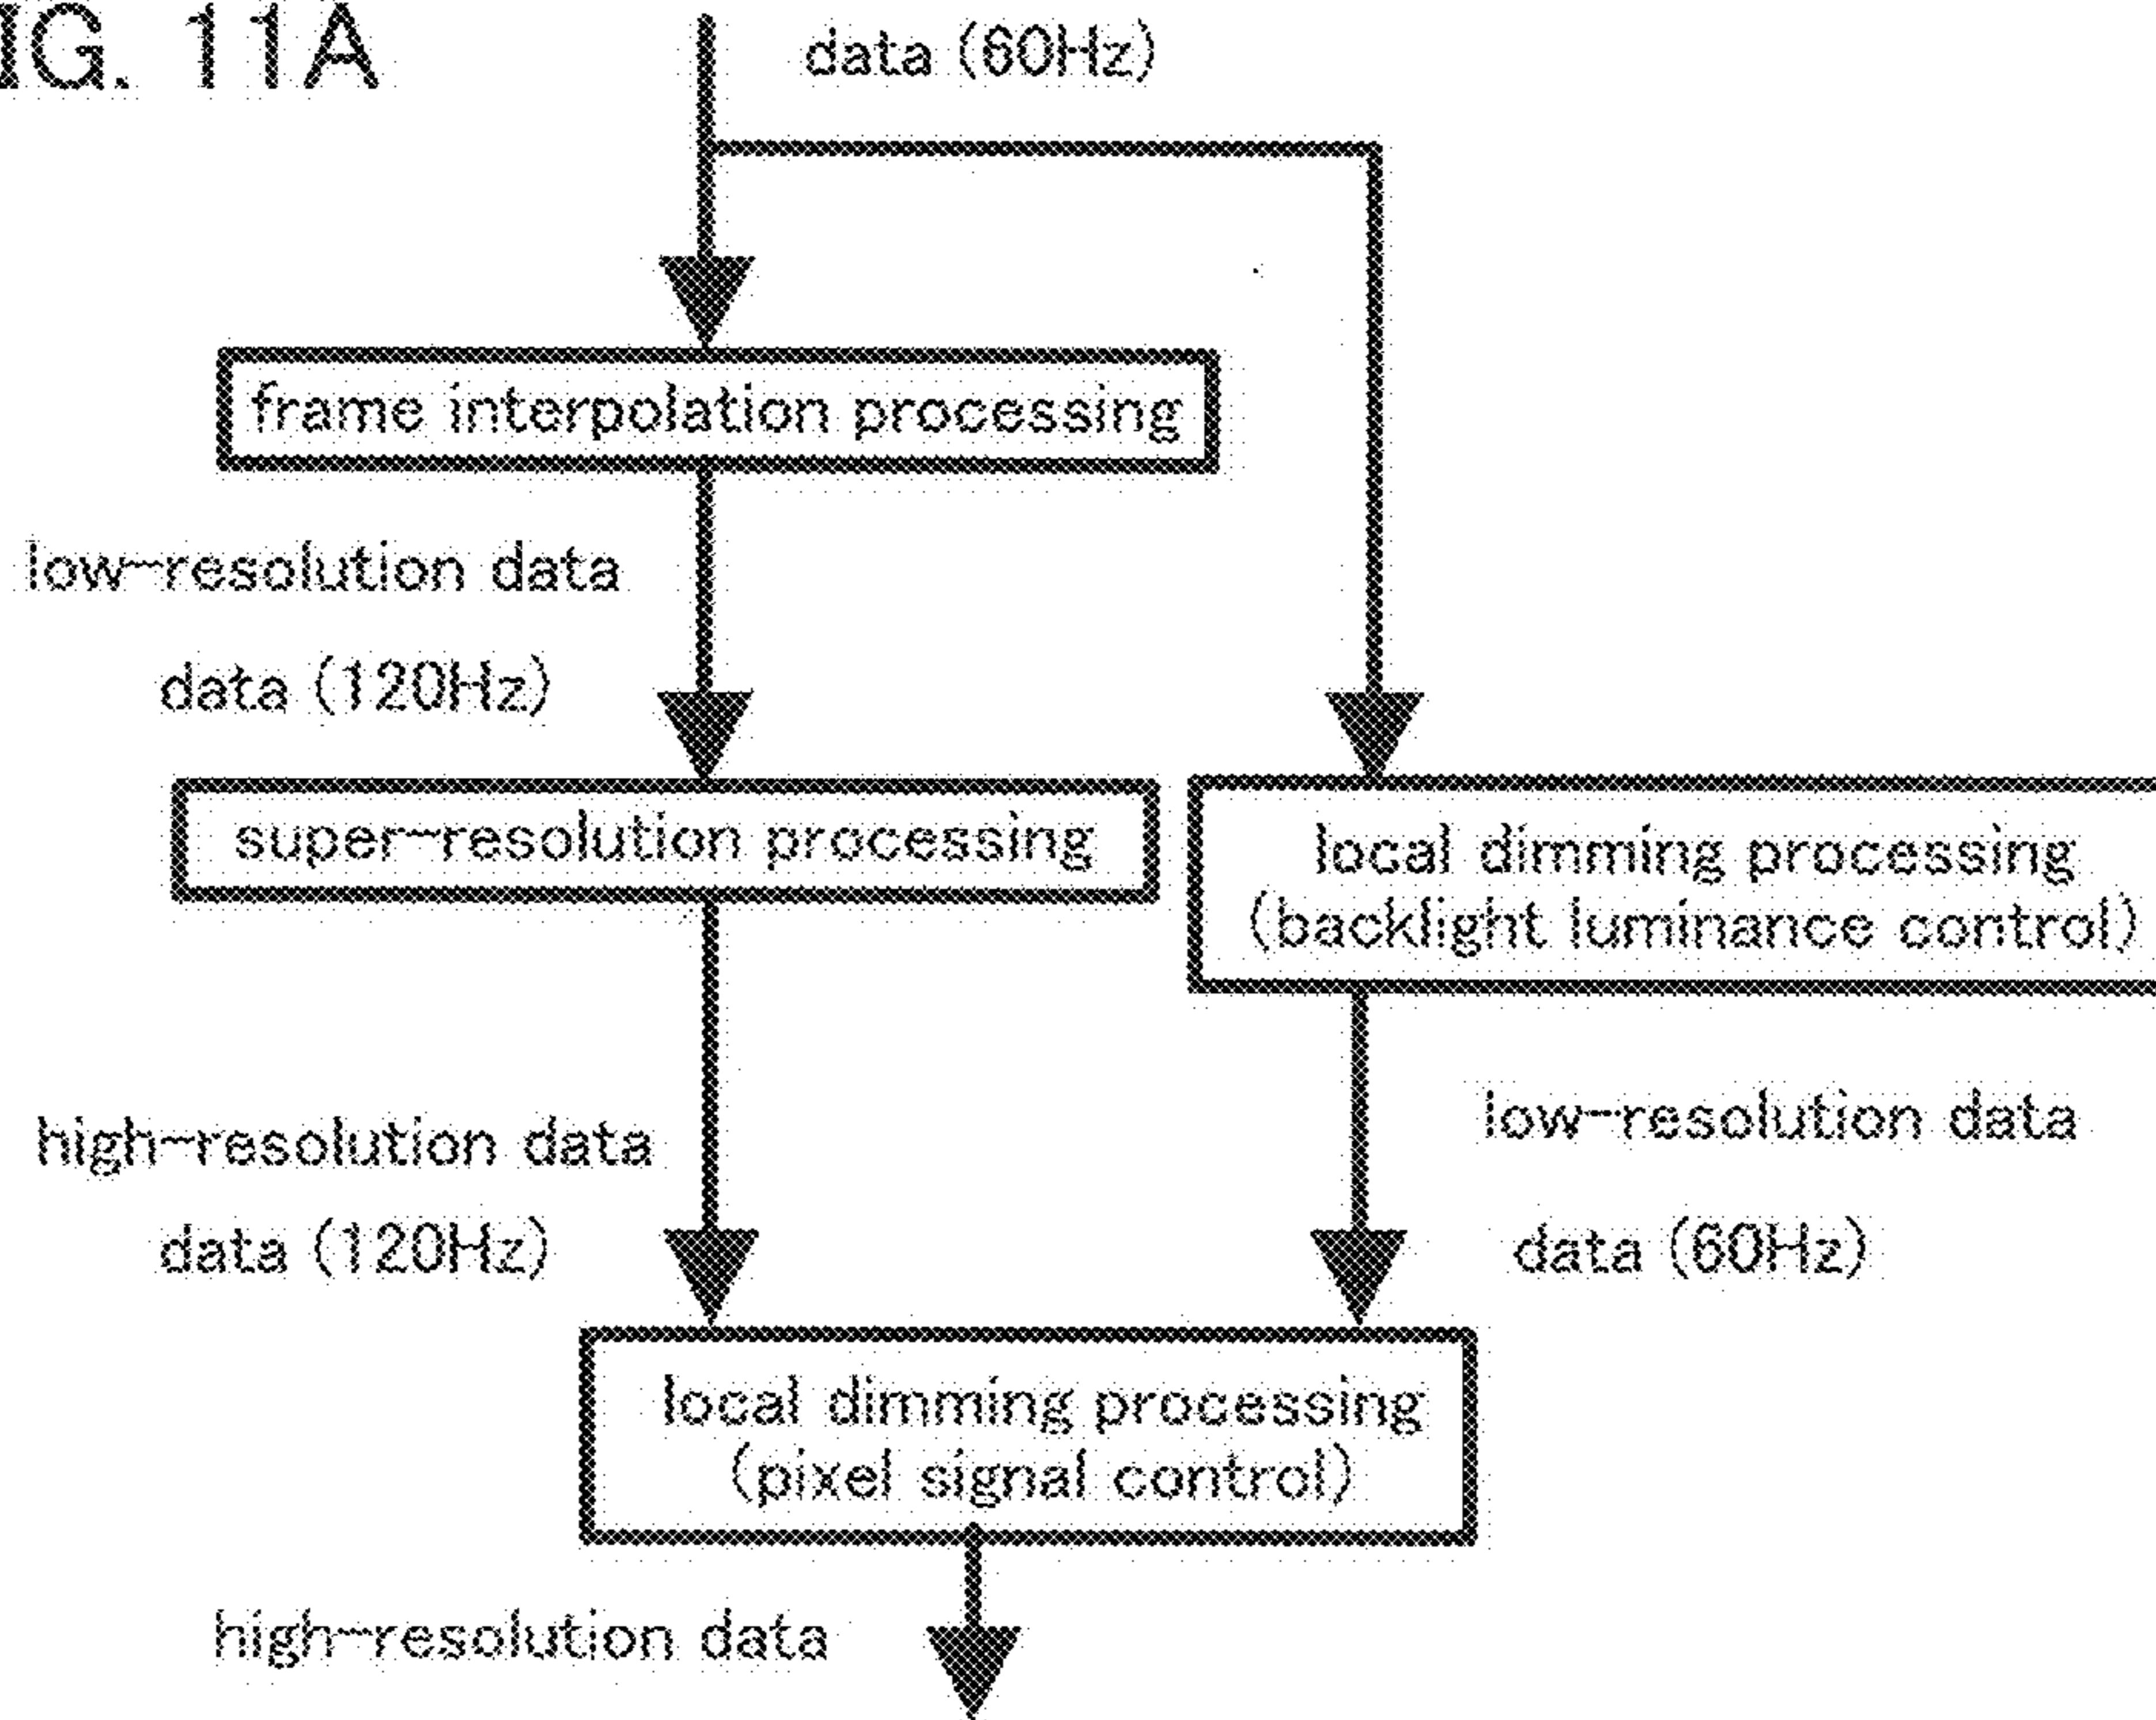 IG. 11A
data (60Hz)
frame interpolation processing
low-resolution data
data (120Hz)
super-resolution processing
local dimming processing
(backlight luminance control)
high-resolution data
data (120Hz)
low-resolution data
data (60Hz)
local dimming processing
(pixel signal control)
high-resolution data